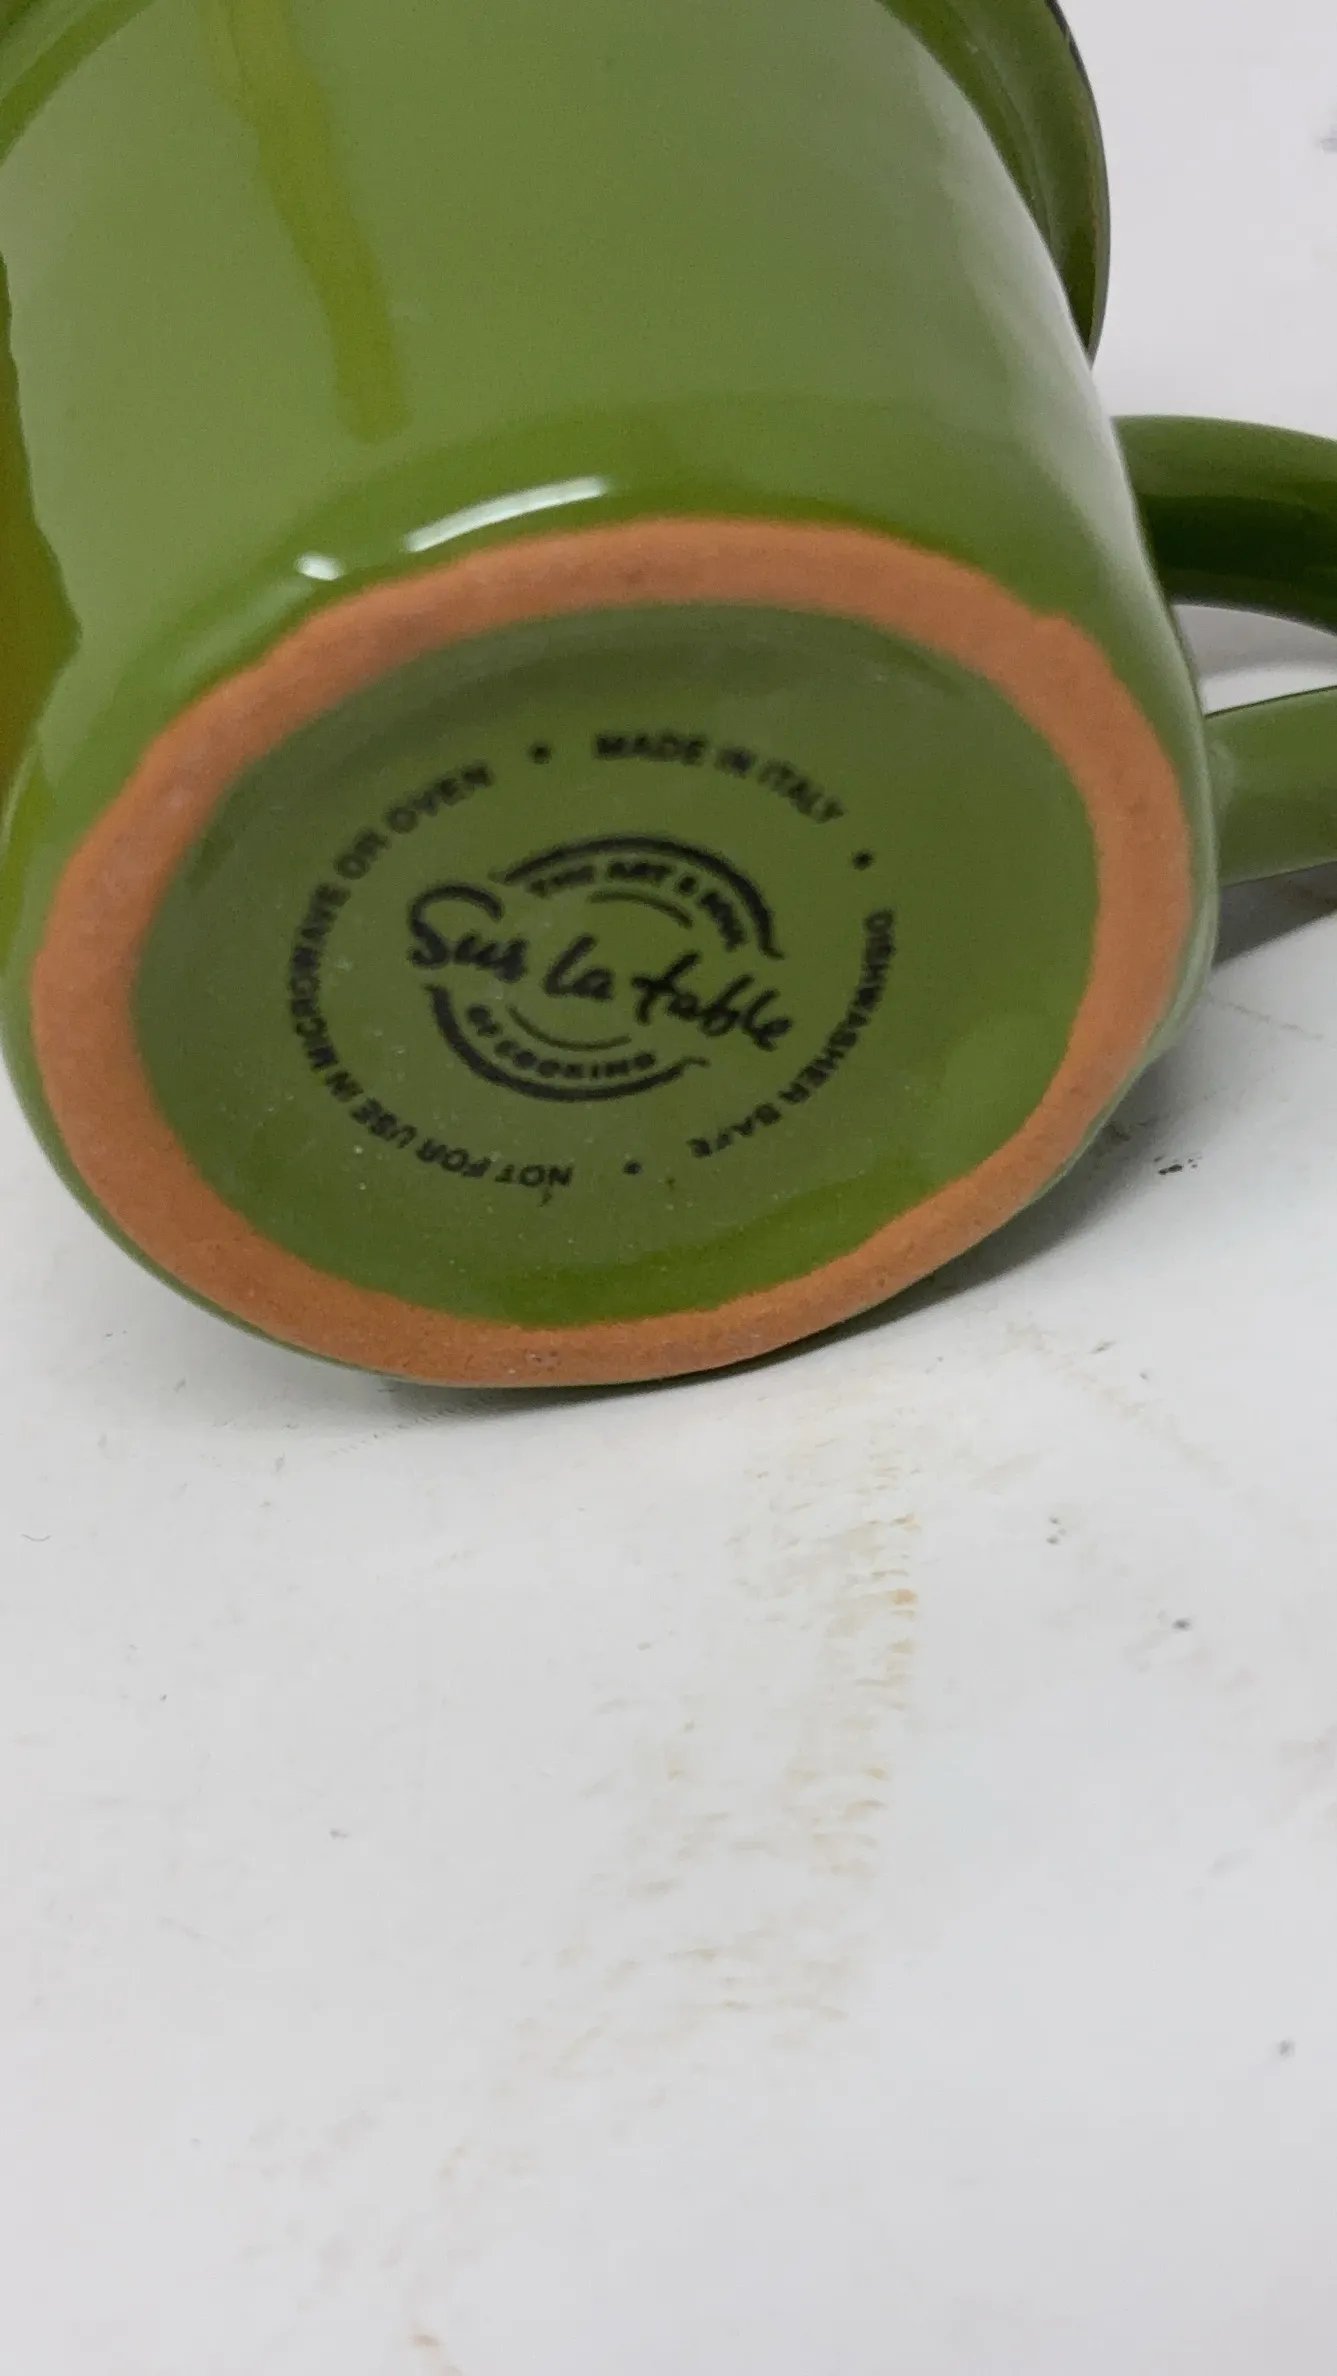 MADE IN ITALY • DISHWASHER SAFE • NOT FOR USE IN MICROWAVE OR OVEN •
THE ART & SOUL
Sur la table
OF COOKING